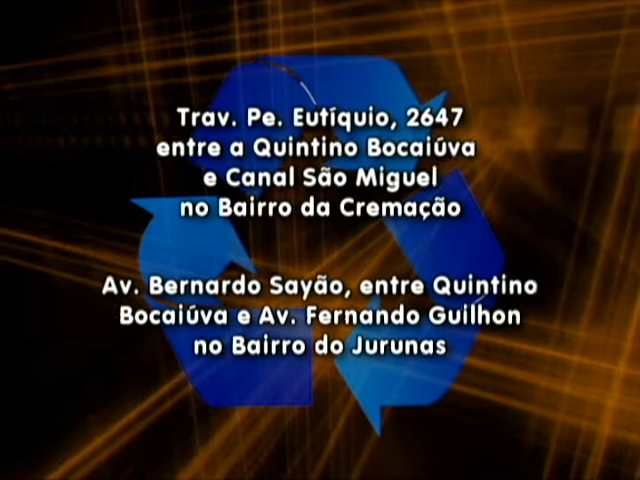 Trav. Pe. Eutíquio, 2647
entre a Quintino Bocaiúva
e Canal São Miguel
no Bairro da Cremação
Av. Bernardo Sayão, entre Quintino
Bocaiúva e Av. Fernando Guilhon
no Bairro do Jurunas